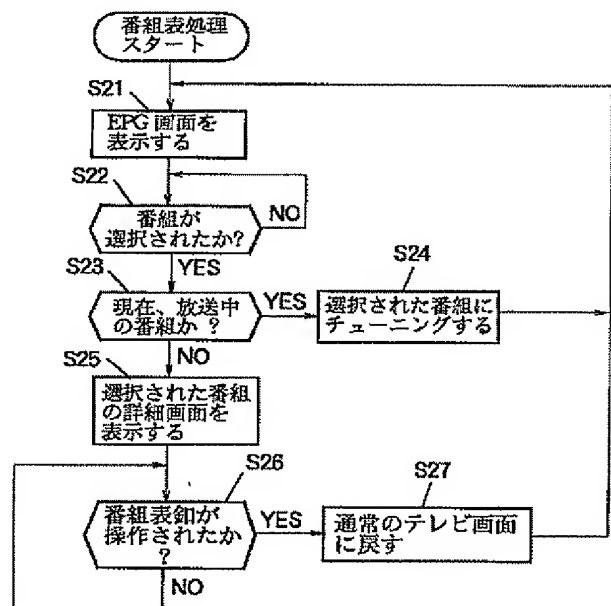 番組表処理
スタート
S21
EPG画面を
表示する
S22
番組が
選択されたか?
NO
YES
S23
現在、放送中
の番組か ?
YES
NO
S24
選択された番組に
チューニングする
S25
選択された番組
の詳細画面を
表示する
S26
番組表釦が
操作されたか
?
YES
NO
S27
通常のテレビ画面
に戻す